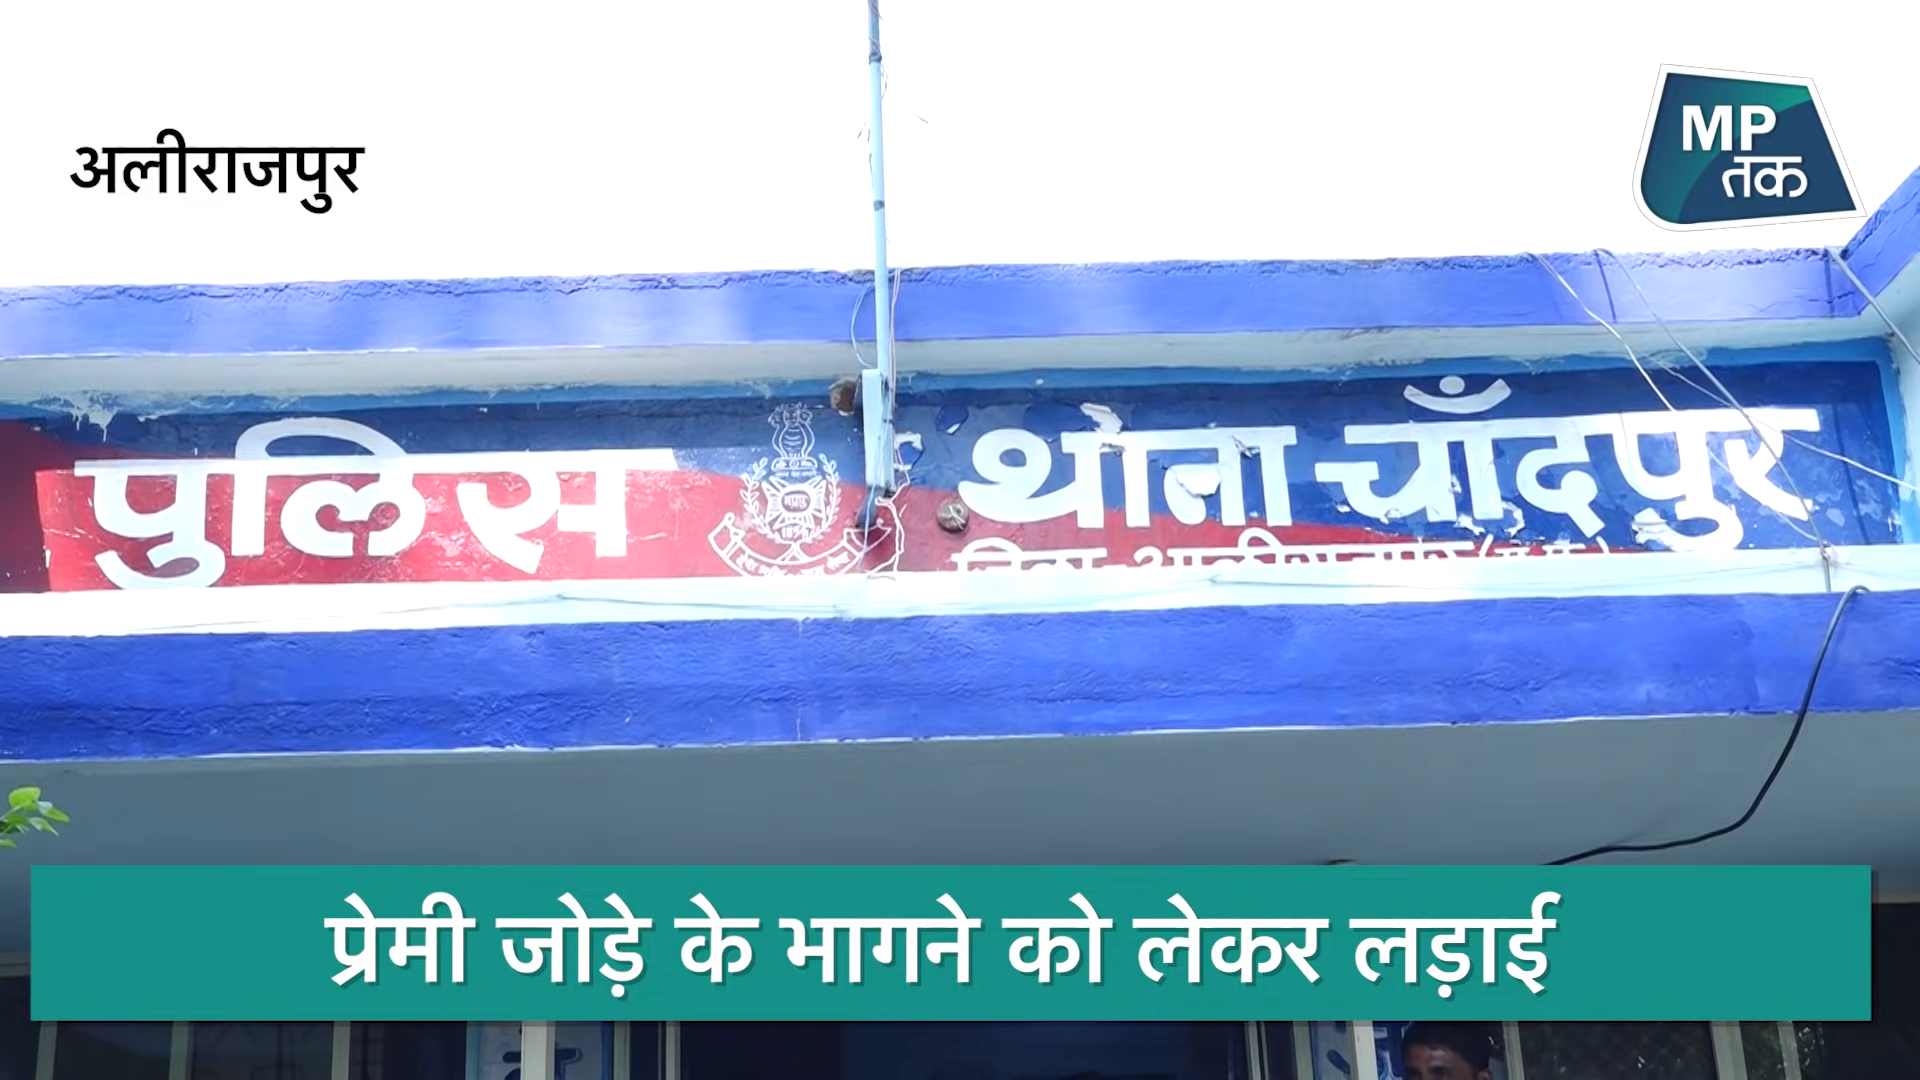 अलीराजपुर
MP
तक
पुलिस थाना चाँदपुर
प्रेमी जोड़े के भागने को लेकर लड़ाई